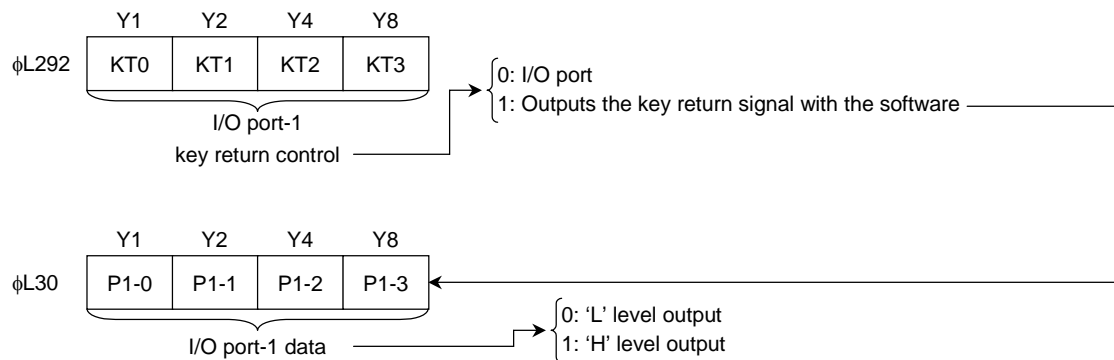 Y1 Y2 Y4 Y8
ϕL292 KT0 KT1 KT2 KT3
0: I/O port
1: Outputs the key return signal with the software
I/O port-1
key return control
Y1 Y2 Y4 Y8
ϕL30 P1-0 P1-1 P1-2 P1-3
0: ‘L’ level output
1: ‘H’ level output
I/O port-1 data